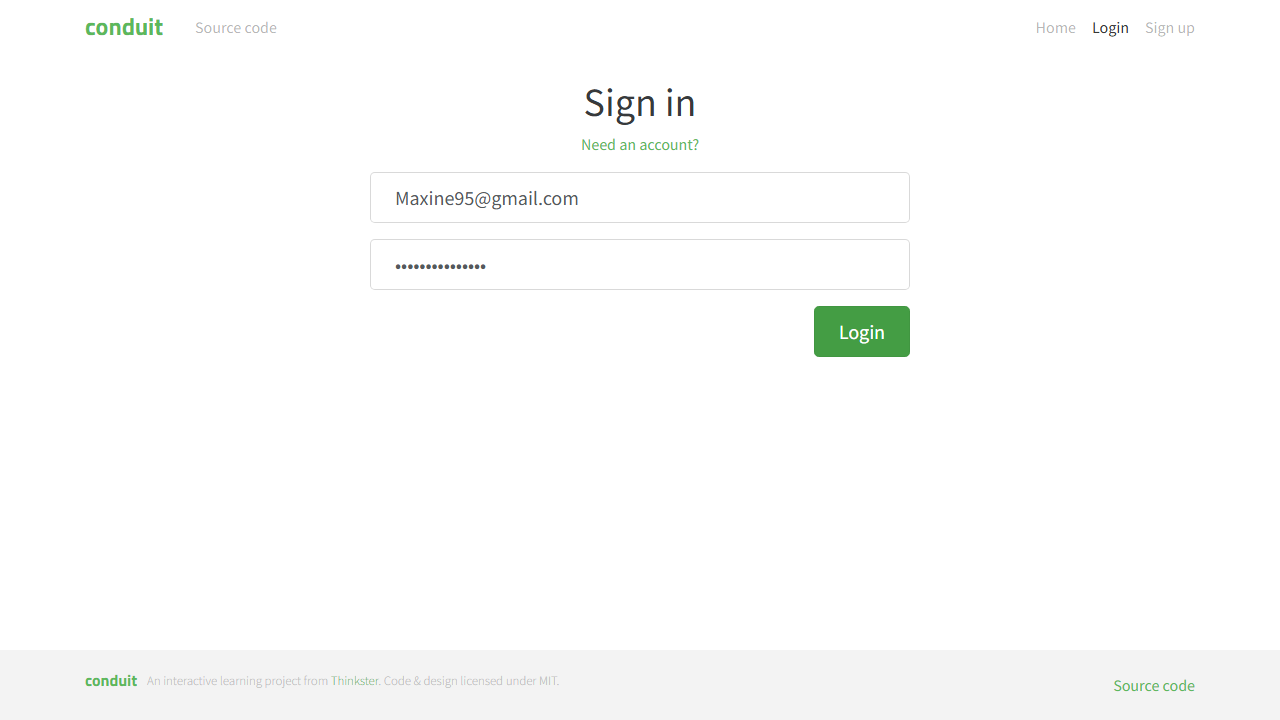 conduit Source code Home Login Sign up
Sign in
Need an account?
Maxine95@gmail.com
•••••••••••••••
Login
conduit An interactive learning project from Thinkster. Code & design licensed under MIT.
Source code